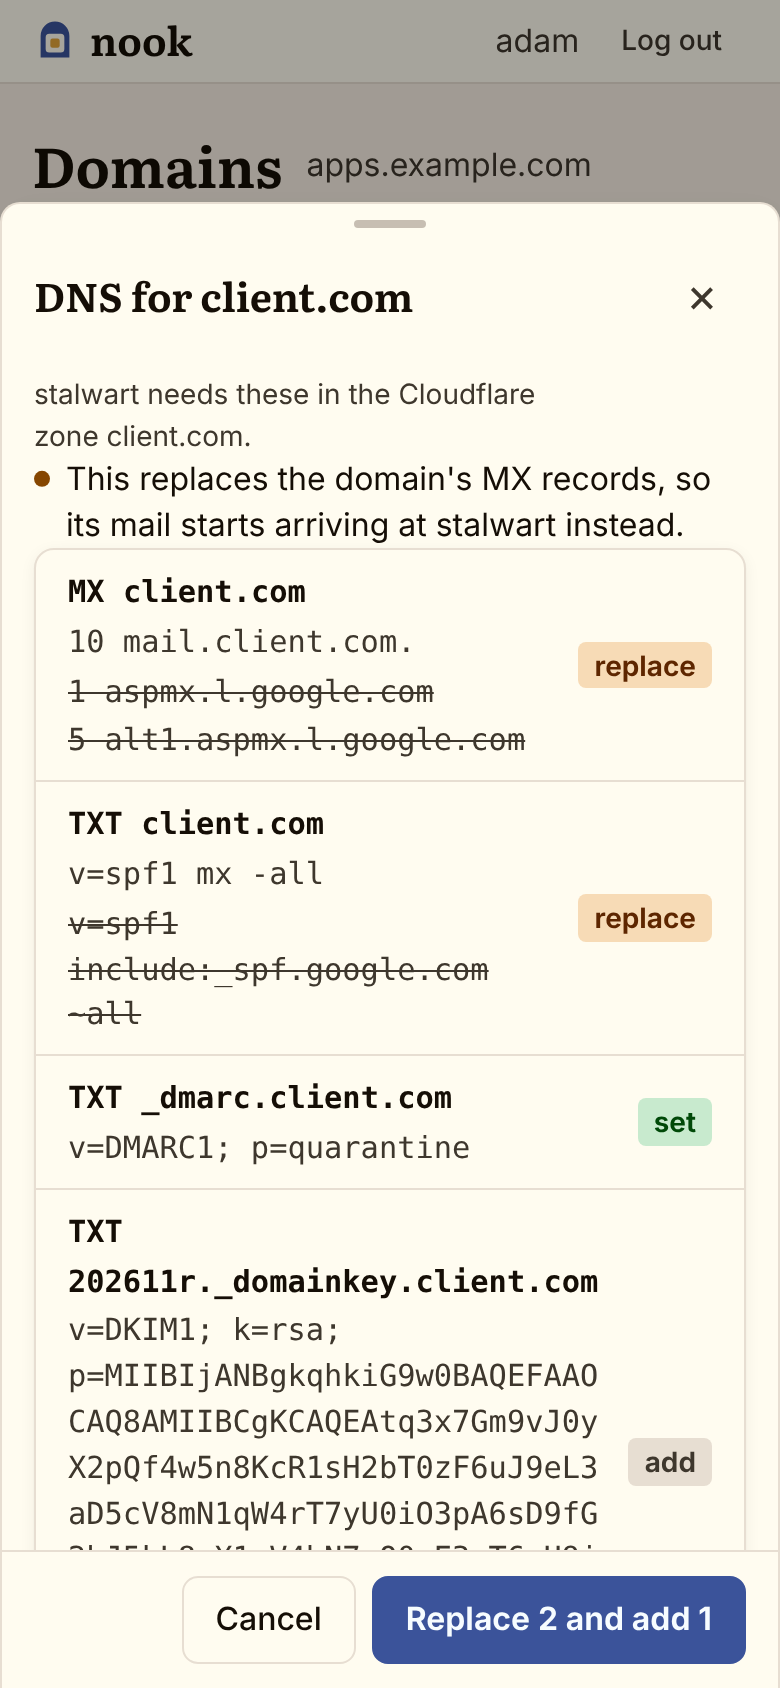 nook
adam
Log out
Domains apps.example.com
DNS for client.com
stalwart needs these in the Cloudflare
zone client.com.
This replaces the domain's MX records, so
its mail starts arriving at stalwart instead.
MX client.com
10 mail.client.com.
1 aspmx.l.google.com
5 alt1.aspmx.l.google.com
replace
TXT client.com
v=spf1 mx -all
v=spf1
include:_spf.google.com
~all
replace
TXT _dmarc.client.com
v=DMARC1; p=quarantine
set
TXT
202611r._domainkey.client.com
v=DKIM1; k=rsa;
p=MIIBIjANBgkqhkiG9w0BAQEFAAO
CAQ8AMIIBCgKCAQEAtq3x7Gm9vJ0y
X2pQf4w5n8KcR1sH2bT0zF6uJ9eL3
aD5cV8mN1qW4rT7yU0iO3pA6sD9fG
add
Cancel
Replace 2 and add 1